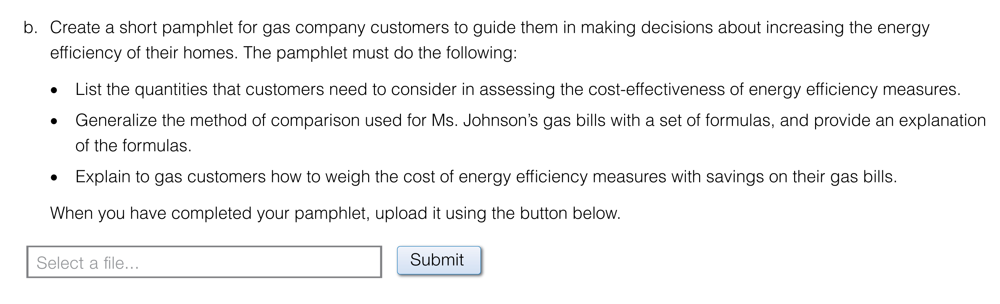 b. Create a short pamphlet for gas company customers to guide them in making decisions about increasing the energy
efficiency of their homes. The pamphlet must do the following:
• List the quantities that customers need to consider in assessing the cost-effectiveness of energy efficiency measures.
• Generalize the method of comparison used for Ms. Johnson’s gas bills with a set of formulas, and provide an explanation
of the formulas.
• Explain to gas customers how to weigh the cost of energy efficiency measures with savings on their gas bills.
When you have completed your pamphlet, upload it using the button below.
Select a file... Submit